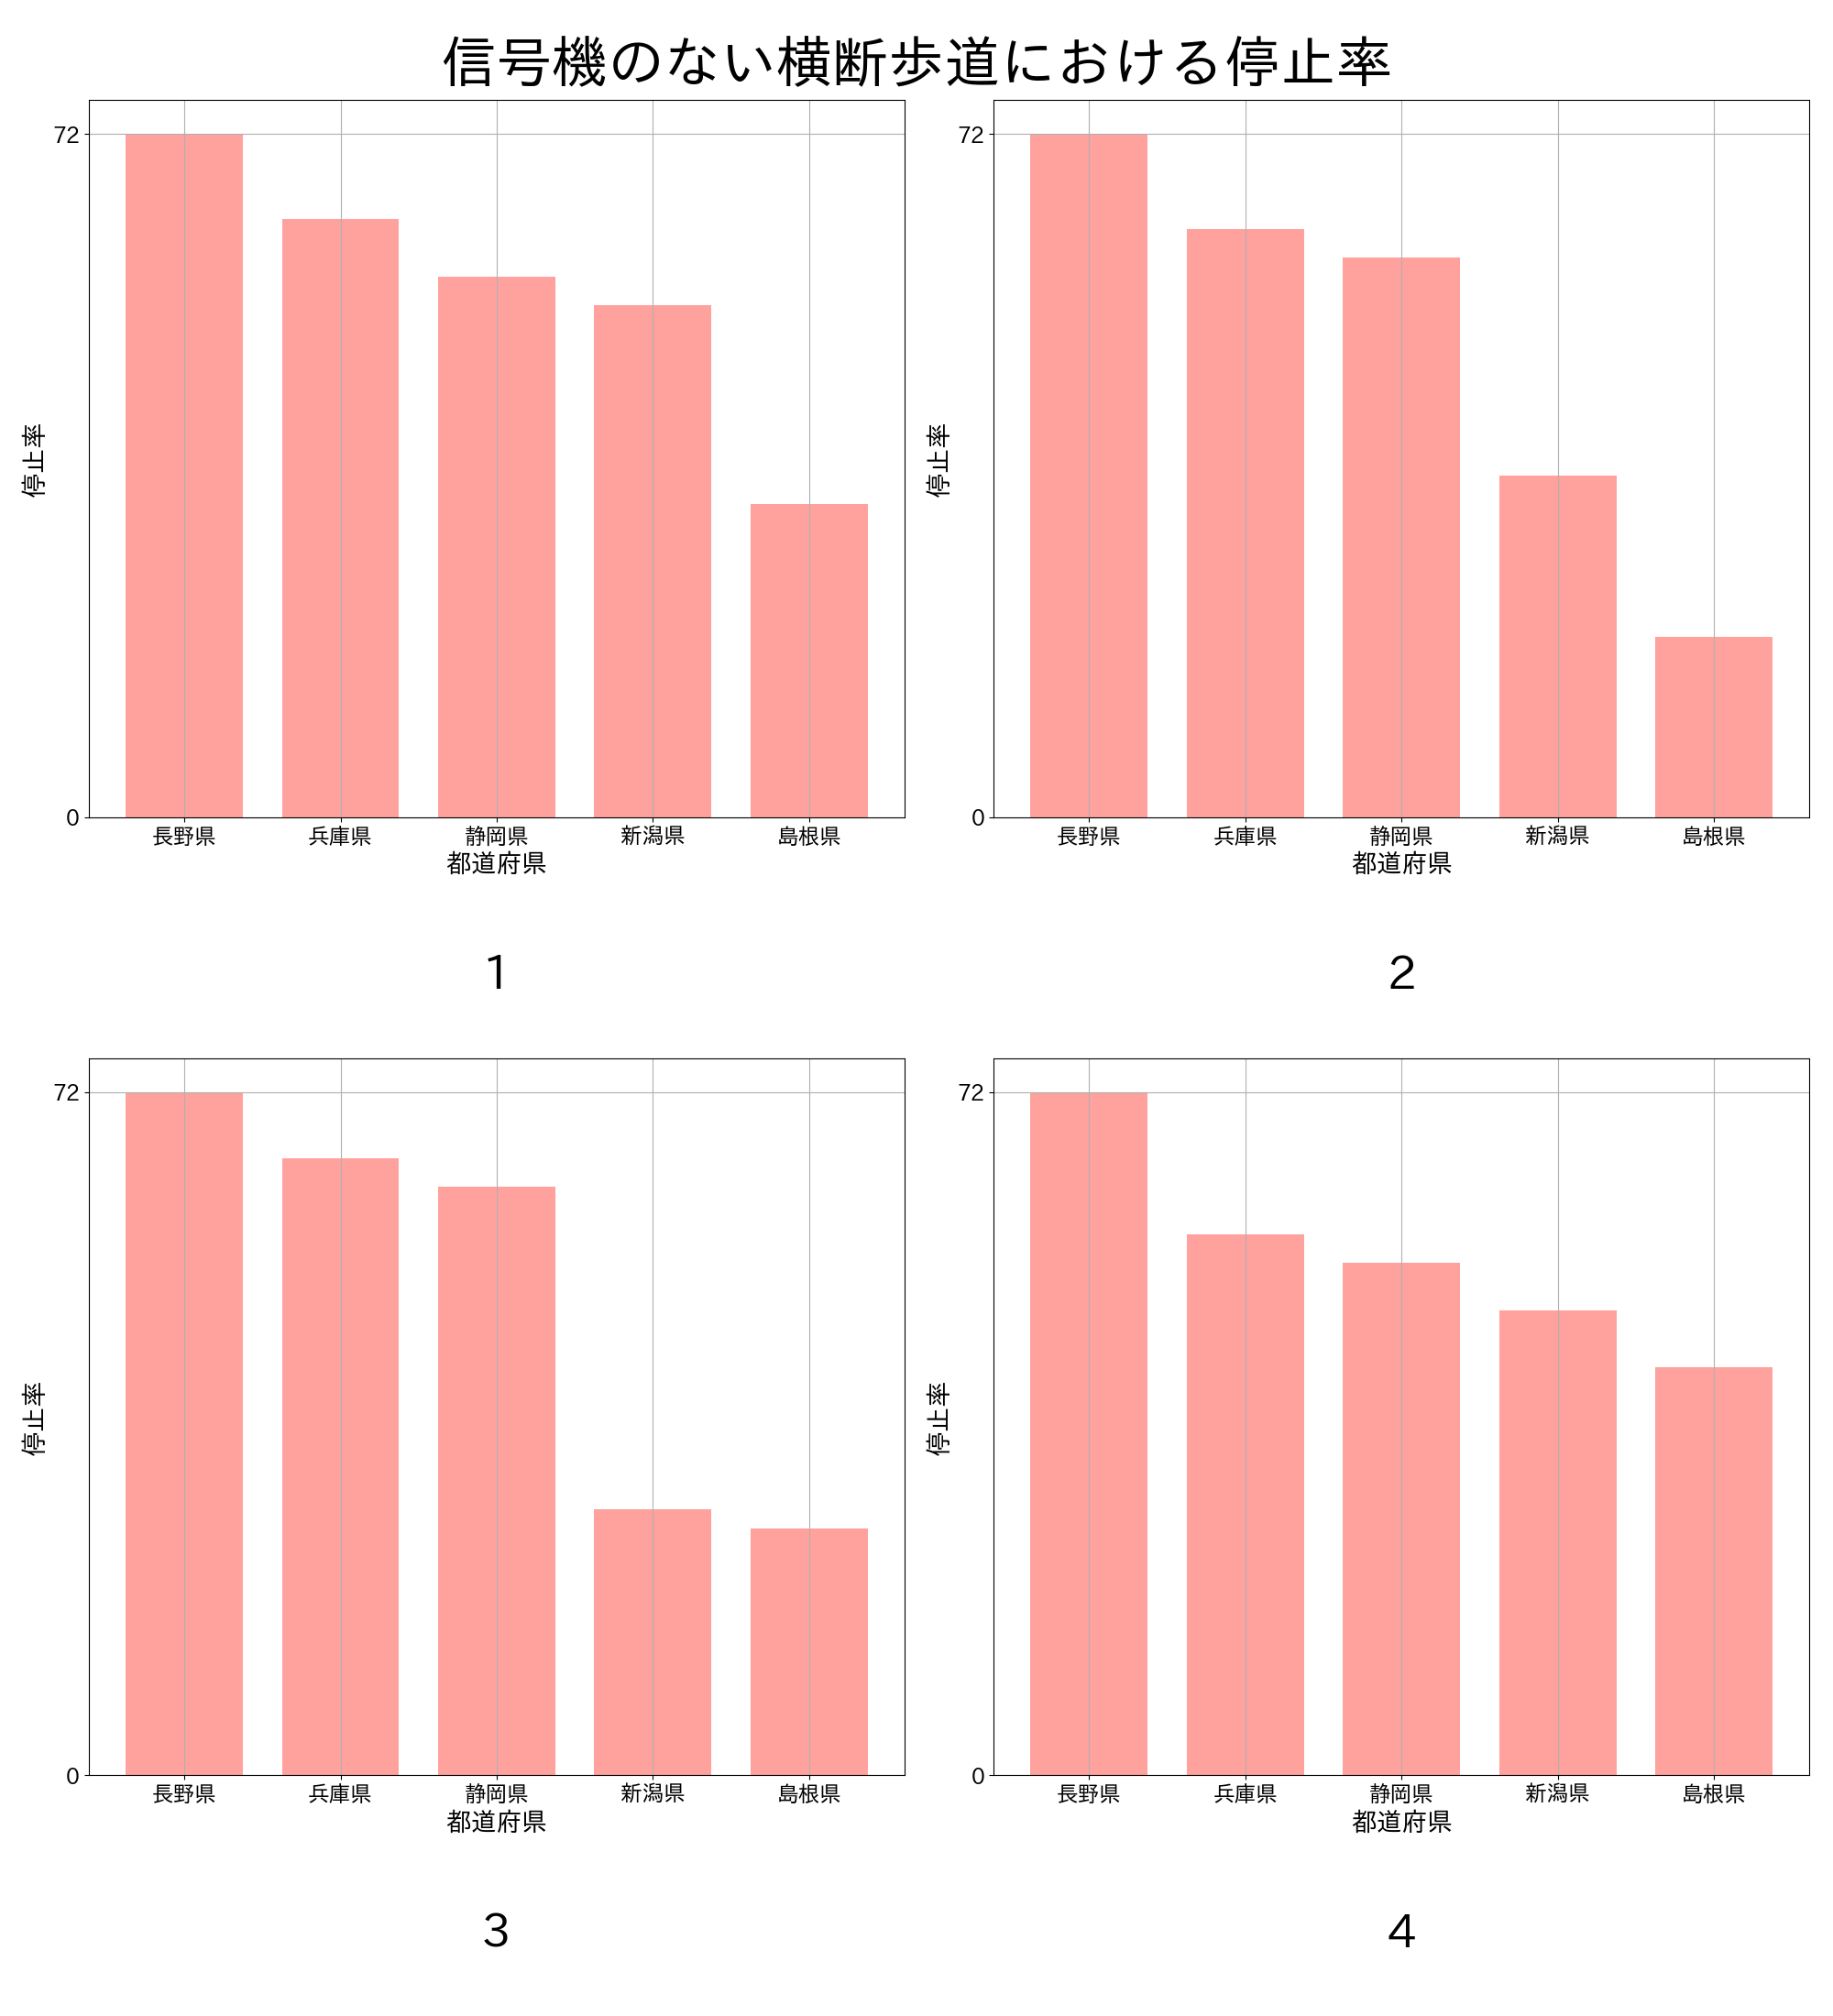 信号機のない横断歩道における停止率
72
0
停止率
長野県 兵庫県 静岡県 新潟県 島根県
都道府県
1
72
0
停止率
長野県 兵庫県 静岡県 新潟県 島根県
都道府県
2
72
0
停止率
長野県 兵庫県 静岡県 新潟県 島根県
都道府県
3
72
0
停止率
長野県 兵庫県 静岡県 新潟県 島根県
都道府県
4